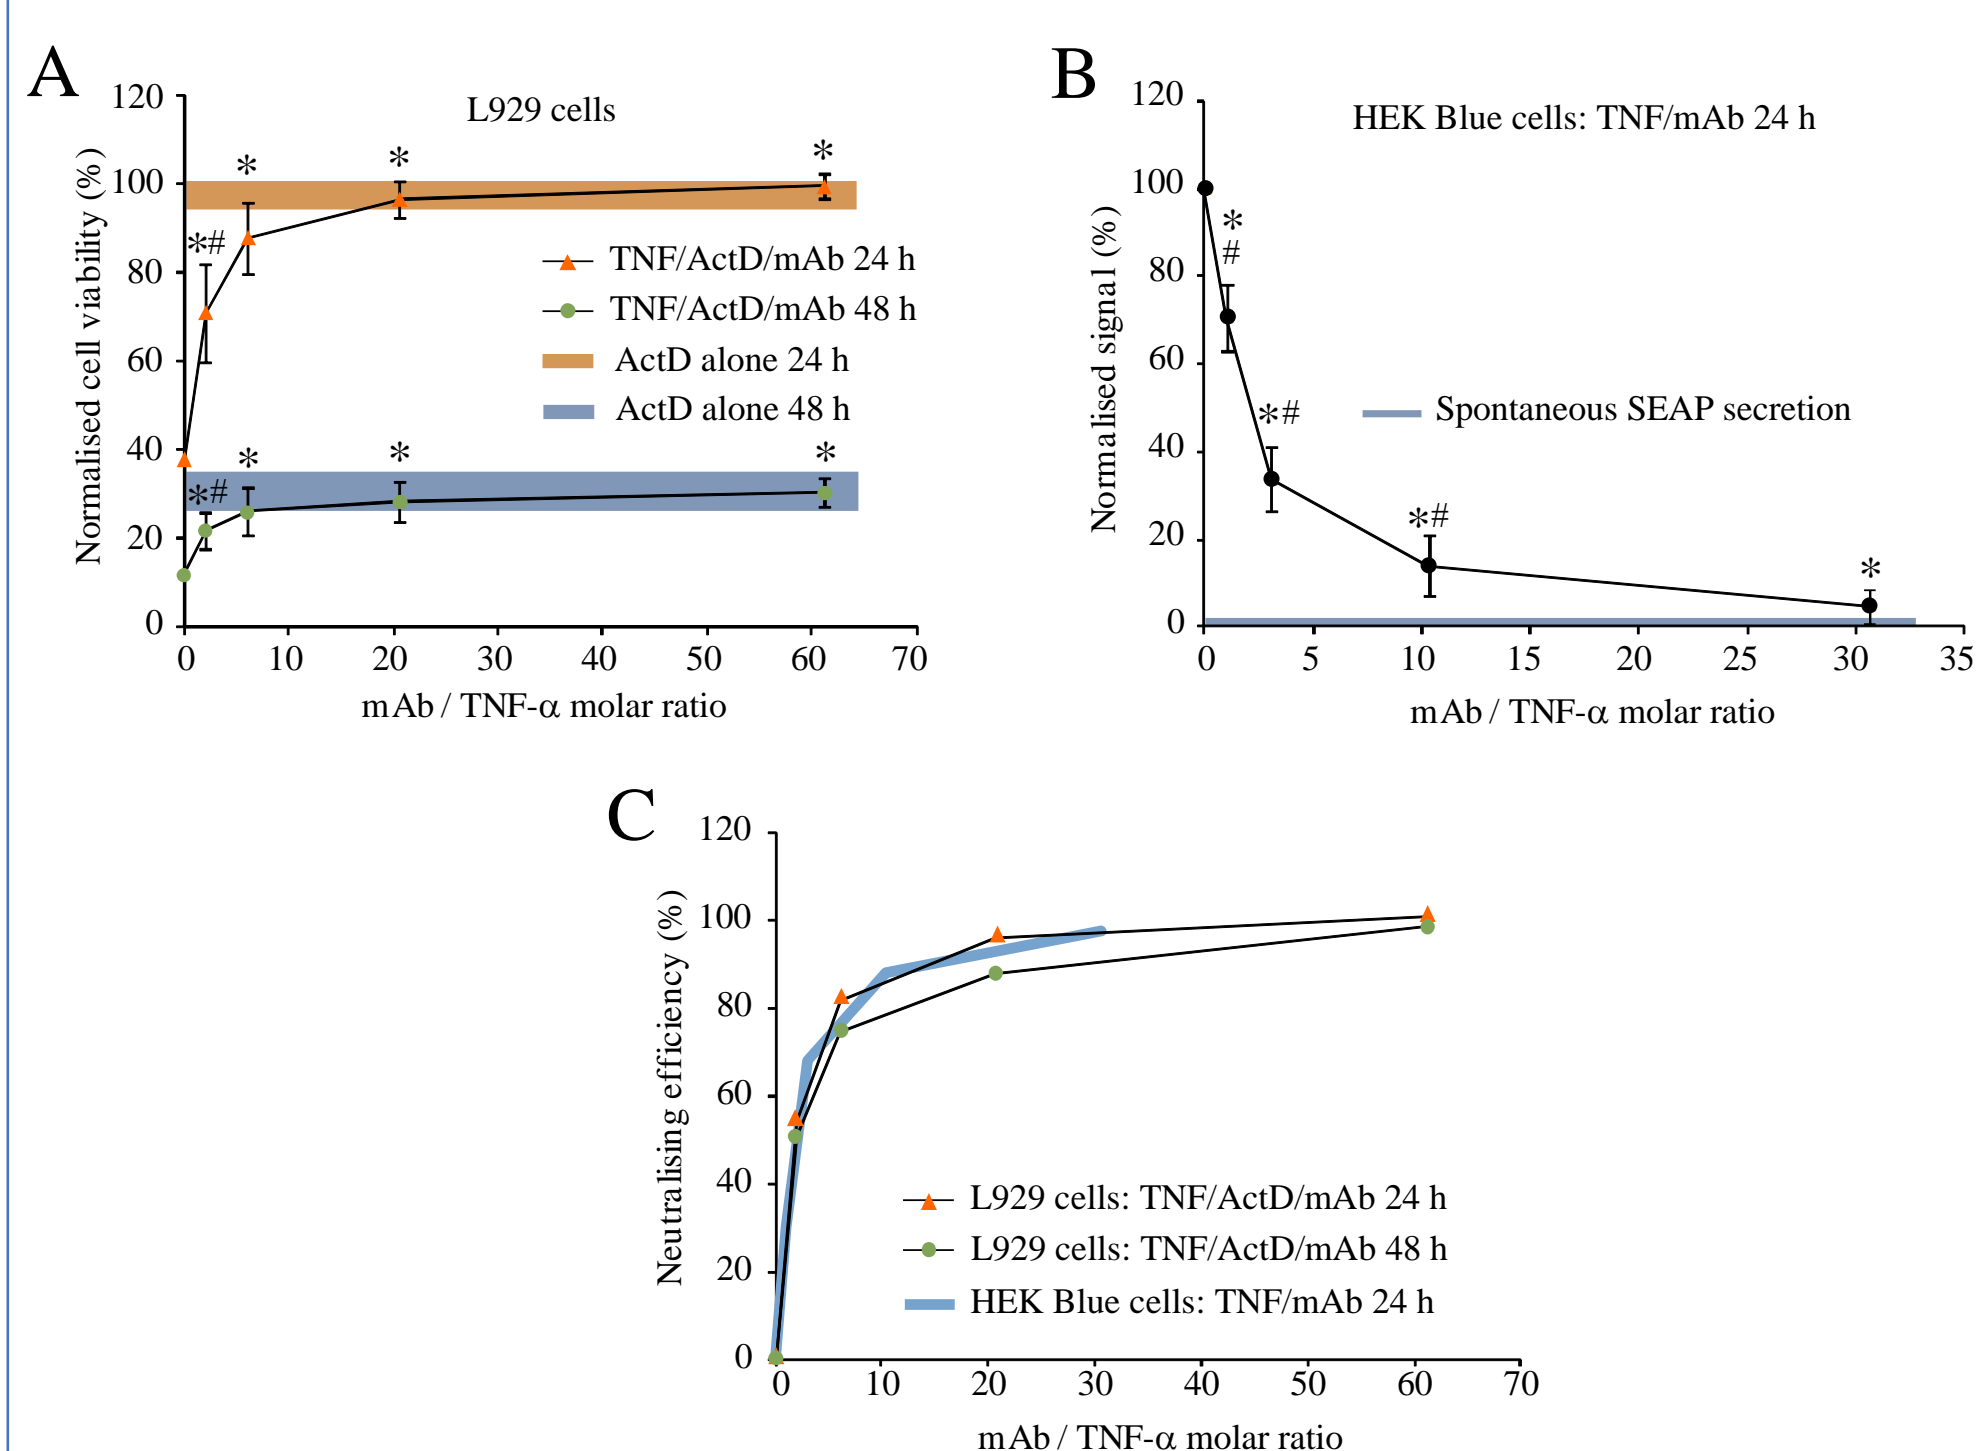 A
L929 cells
Normalised cell viability (%)
120
100
80
60
40
20
0
*#
*
*
*
*#
*
*
*
TNF/ActD/mAb 24 h
TNF/ActD/mAb 48 h
ActD alone 24 h
ActD alone 48 h
0 10 20 30 40 50 60 70
mAb / TNF-α molar ratio
B
HEK Blue cells: TNF/mAb 24 h
Normalised signal (%)
120
100
80
60
40
20
0
*
#
*#
*#
*
Spontaneous SEAP secretion
0 5 10 15 20 25 30 35
mAb / TNF-α molar ratio
C
Neutralising efficiency (%)
120
100
80
60
40
20
0
L929 cells: TNF/ActD/mAb 24 h
L929 cells: TNF/ActD/mAb 48 h
HEK Blue cells: TNF/mAb 24 h
0 10 20 30 40 50 60 70
mAb / TNF-α molar ratio